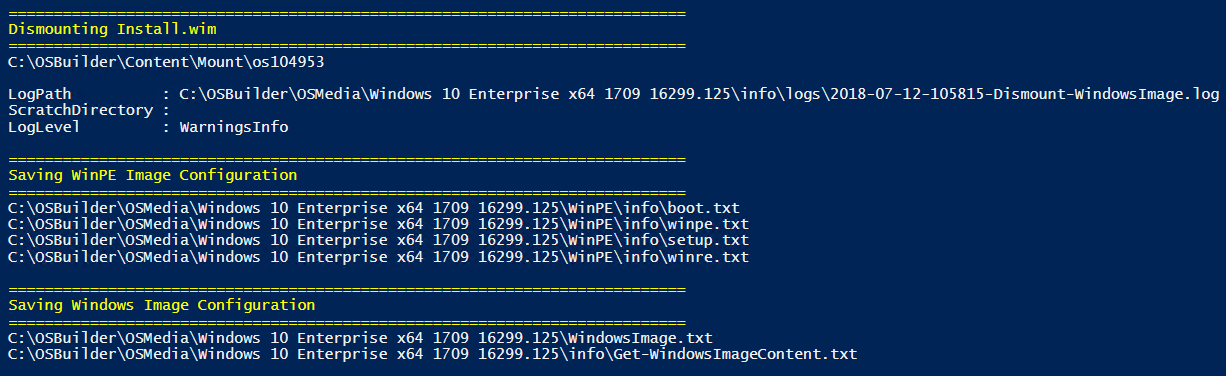 ===========================================================================
Dismounting Install.wim
===========================================================================
C:\OSBuilder\Content\Mount\os104953
LogPath          : C:\OSBuilder\OSMedia\Windows 10 Enterprise x64 1709 16299.125\info\logs\2018-07-12-105815-Dismount-WindowsImage.log
ScratchDirectory :
LogLevel         : WarningsInfo
===========================================================================
Saving WinPE Image Configuration
===========================================================================
C:\OSBuilder\OSMedia\Windows 10 Enterprise x64 1709 16299.125\WinPE\info\boot.txt
C:\OSBuilder\OSMedia\Windows 10 Enterprise x64 1709 16299.125\WinPE\info\winpe.txt
C:\OSBuilder\OSMedia\Windows 10 Enterprise x64 1709 16299.125\WinPE\info\setup.txt
C:\OSBuilder\OSMedia\Windows 10 Enterprise x64 1709 16299.125\WinPE\info\winre.txt
===========================================================================
Saving Windows Image Configuration
===========================================================================
C:\OSBuilder\OSMedia\Windows 10 Enterprise x64 1709 16299.125\WindowsImage.txt
C:\OSBuilder\OSMedia\Windows 10 Enterprise x64 1709 16299.125\info\Get-WindowsImageContent.txt